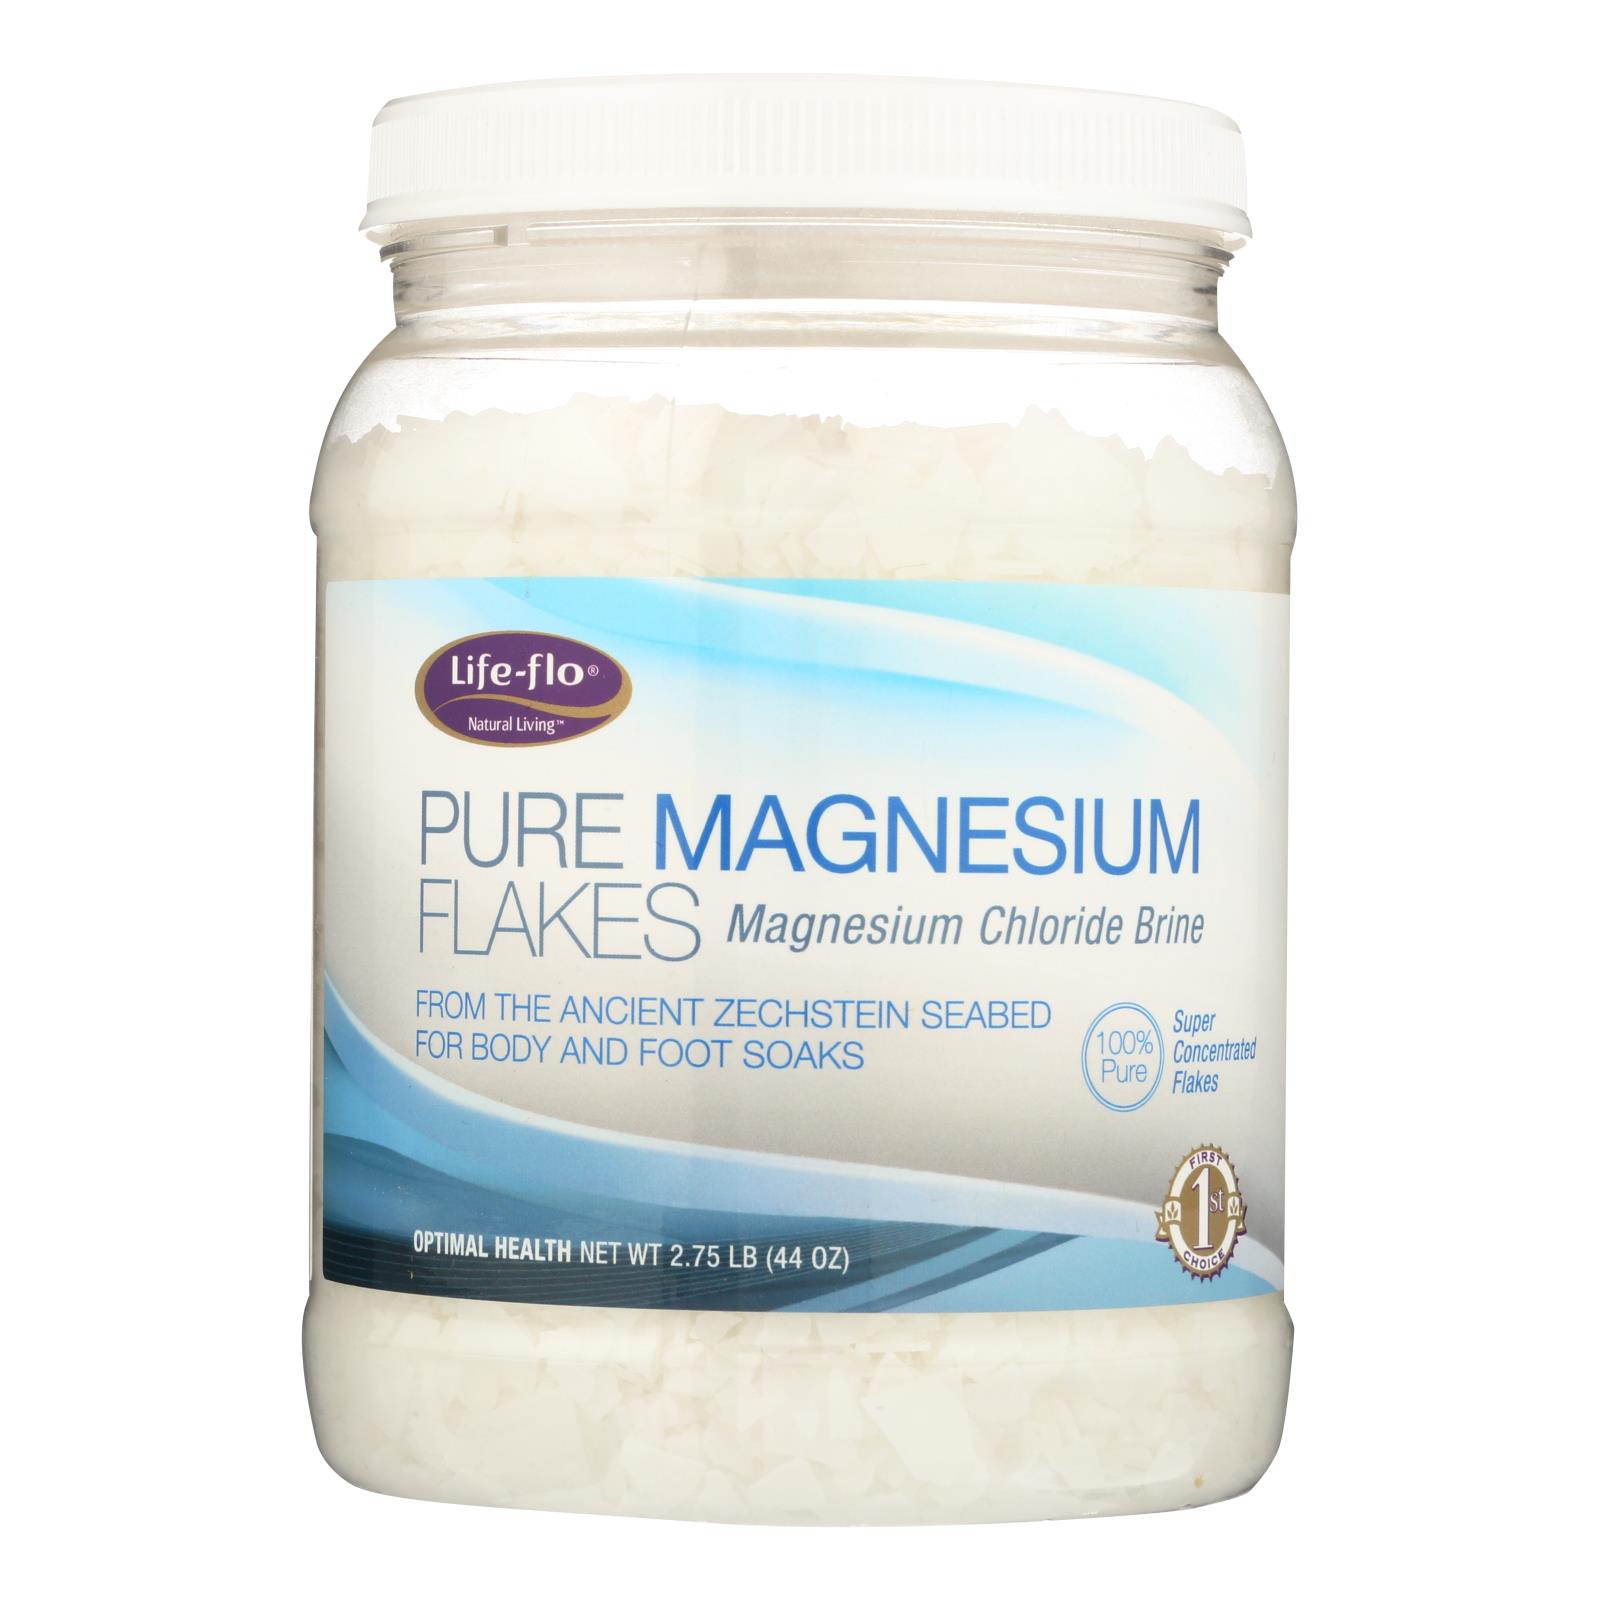 Life-flo®
Natural Living™
PURE MAGNESIUM
FLAKES Magnesium Chloride Brine
FROM THE ANCIENT ZECHSTEIN SEABED
FOR BODY AND FOOT SOAKS
100%
Pure
Super
Concentrated
Flakes
FIRST
1st
CHOICE
OPTIMAL HEALTH NET WT 2.75 LB (44 OZ)